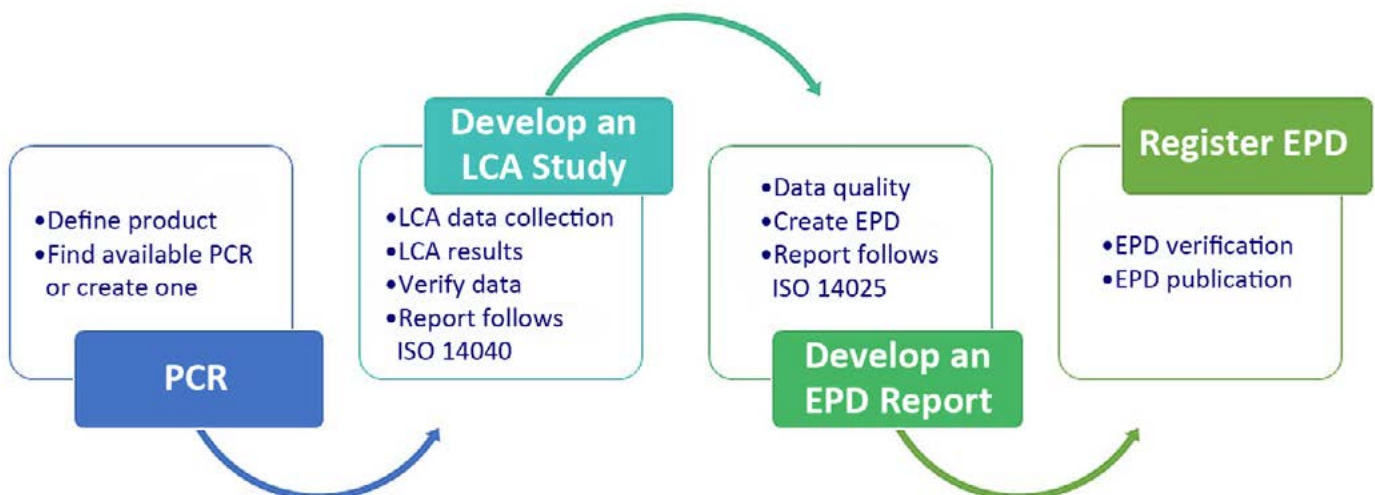 •Define product
•Find available PCR
or create one
PCR
Develop an
LCA Study
•LCA data collection
•LCA results
•Verify data
•Report follows
ISO 14040
•Data quality
•Create EPD
•Report follows
ISO 14025
Develop an
EPD Report
Register EPD
•EPD verification
•EPD publication